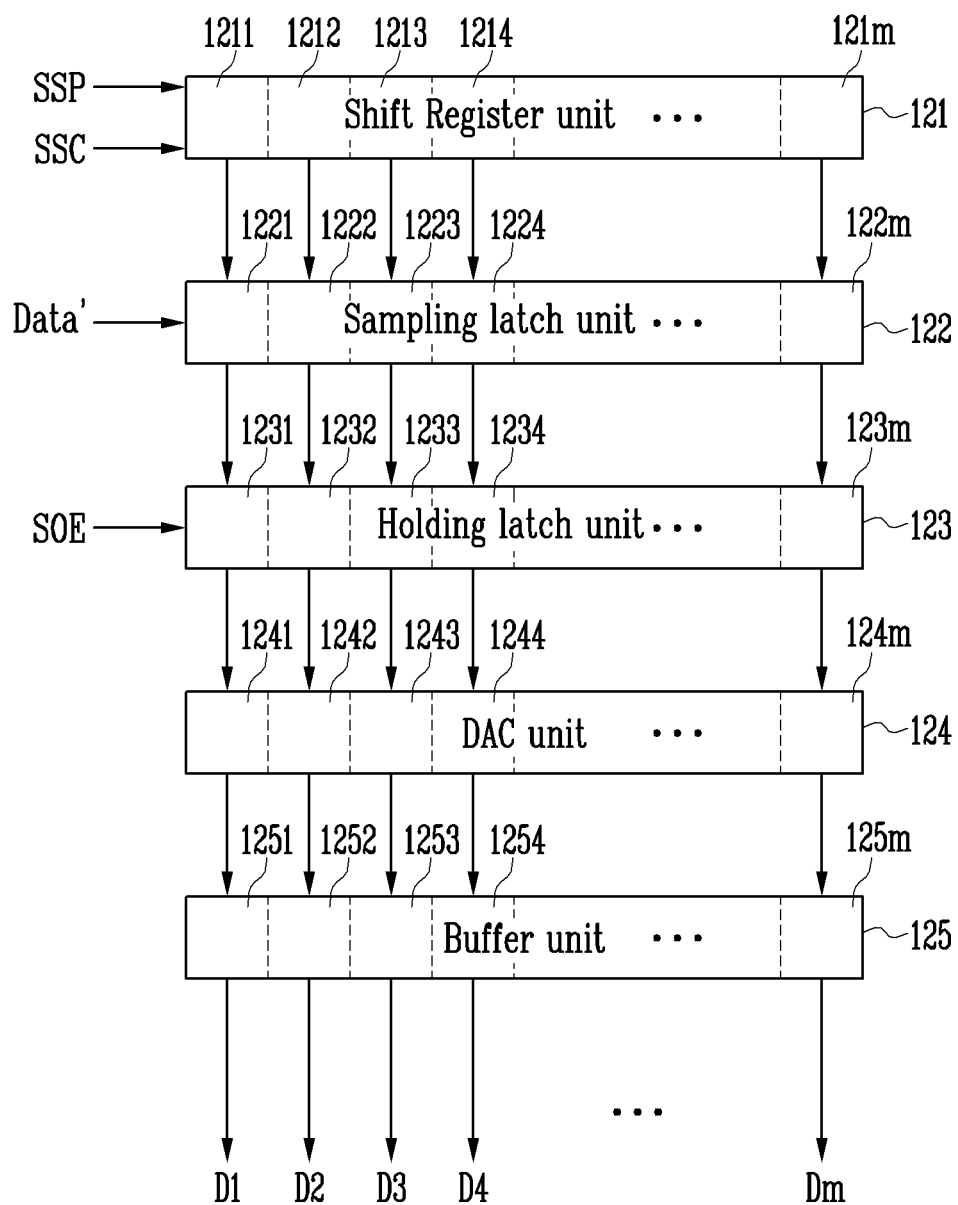 1211 1212 1213 1214 121m
SSP
Shift Register unit ••• 121
SSC
1221 1222 1223 1224 122m
Data' Sampling latch unit ••• 122
1231 1232 1233 1234 123m
SOE Holding latch unit ••• 123
1241 1242 1243 1244 124m
DAC unit ••• 124
1251 1252 1253 1254 125m
Buffer unit ••• 125
•••
D1 D2 D3 D4 Dm